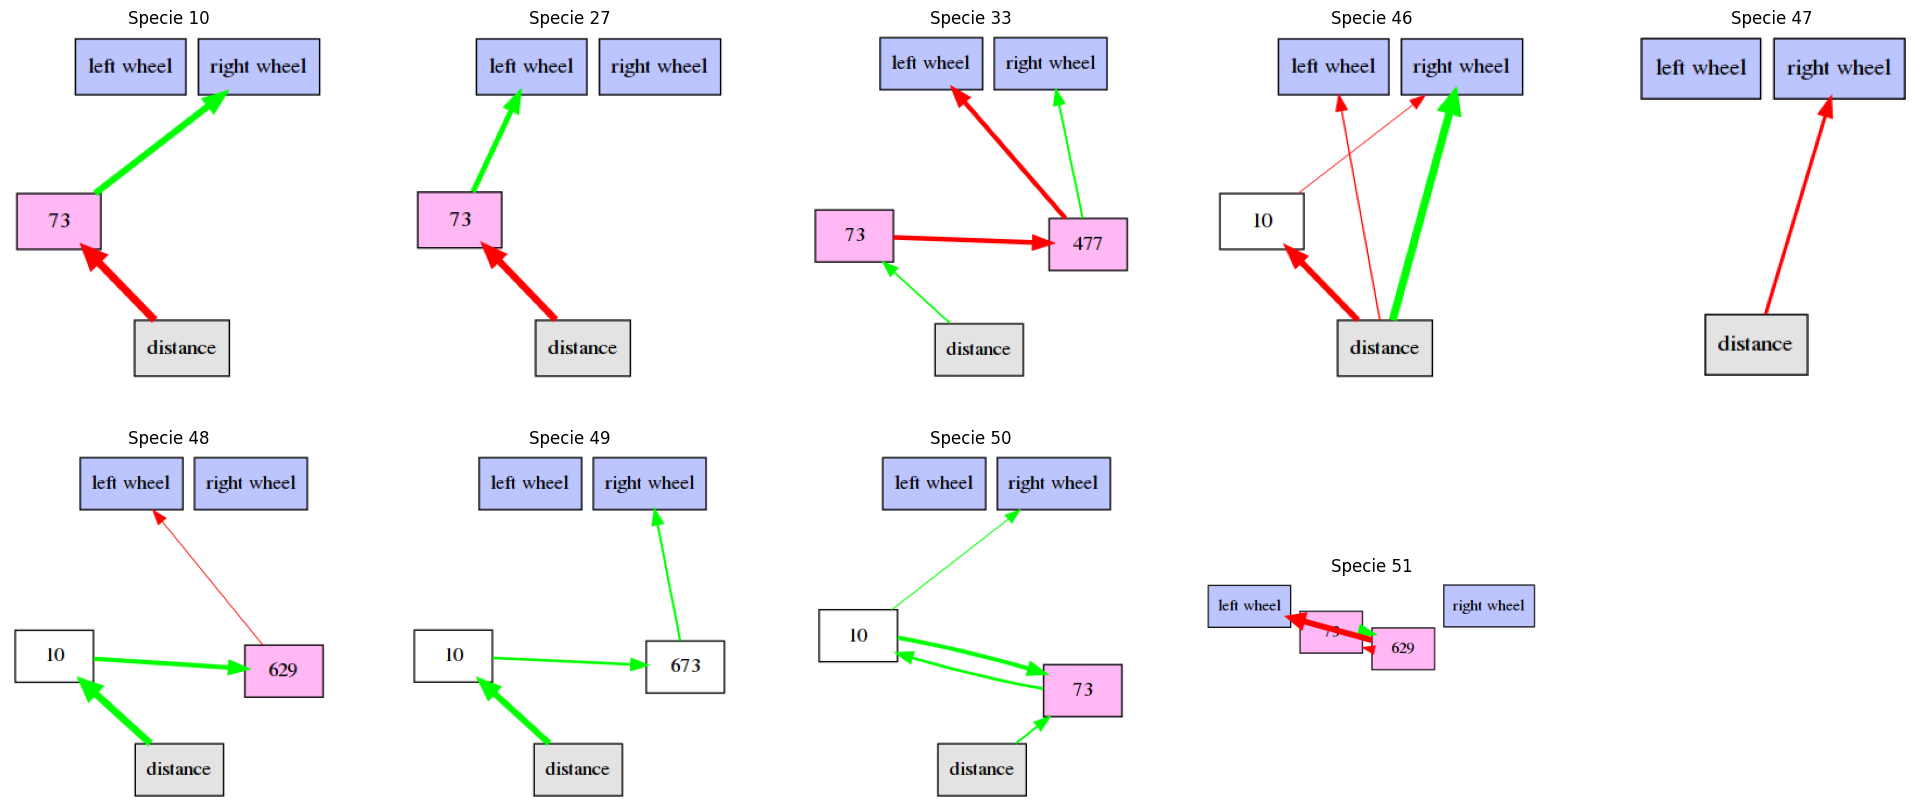 Specie 10
left wheel
right wheel
73
distance
Specie 27
left wheel
right wheel
73
distance
Specie 33
left wheel
right wheel
73
477
distance
Specie 46
left wheel
right wheel
10
distance
Specie 47
left wheel
right wheel
distance
Specie 48
left wheel
right wheel
10
629
distance
Specie 49
left wheel
right wheel
10
673
distance
Specie 50
left wheel
right wheel
10
73
distance
Specie 51
left wheel
right wheel
73
629